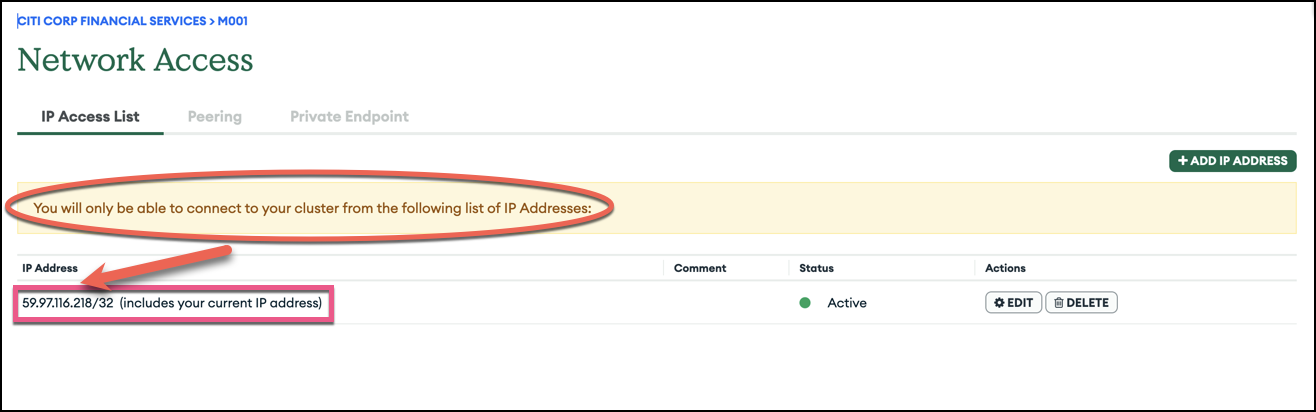 CITI CORP FINANCIAL SERVICES > M001
Network Access
IP Access List Peering Private Endpoint
+ ADD IP ADDRESS
You will only be able to connect to your cluster from the following list of IP Addresses:
IP Address Comment Status Actions
59.97.116.218/32 (includes your current IP address) Active EDIT DELETE